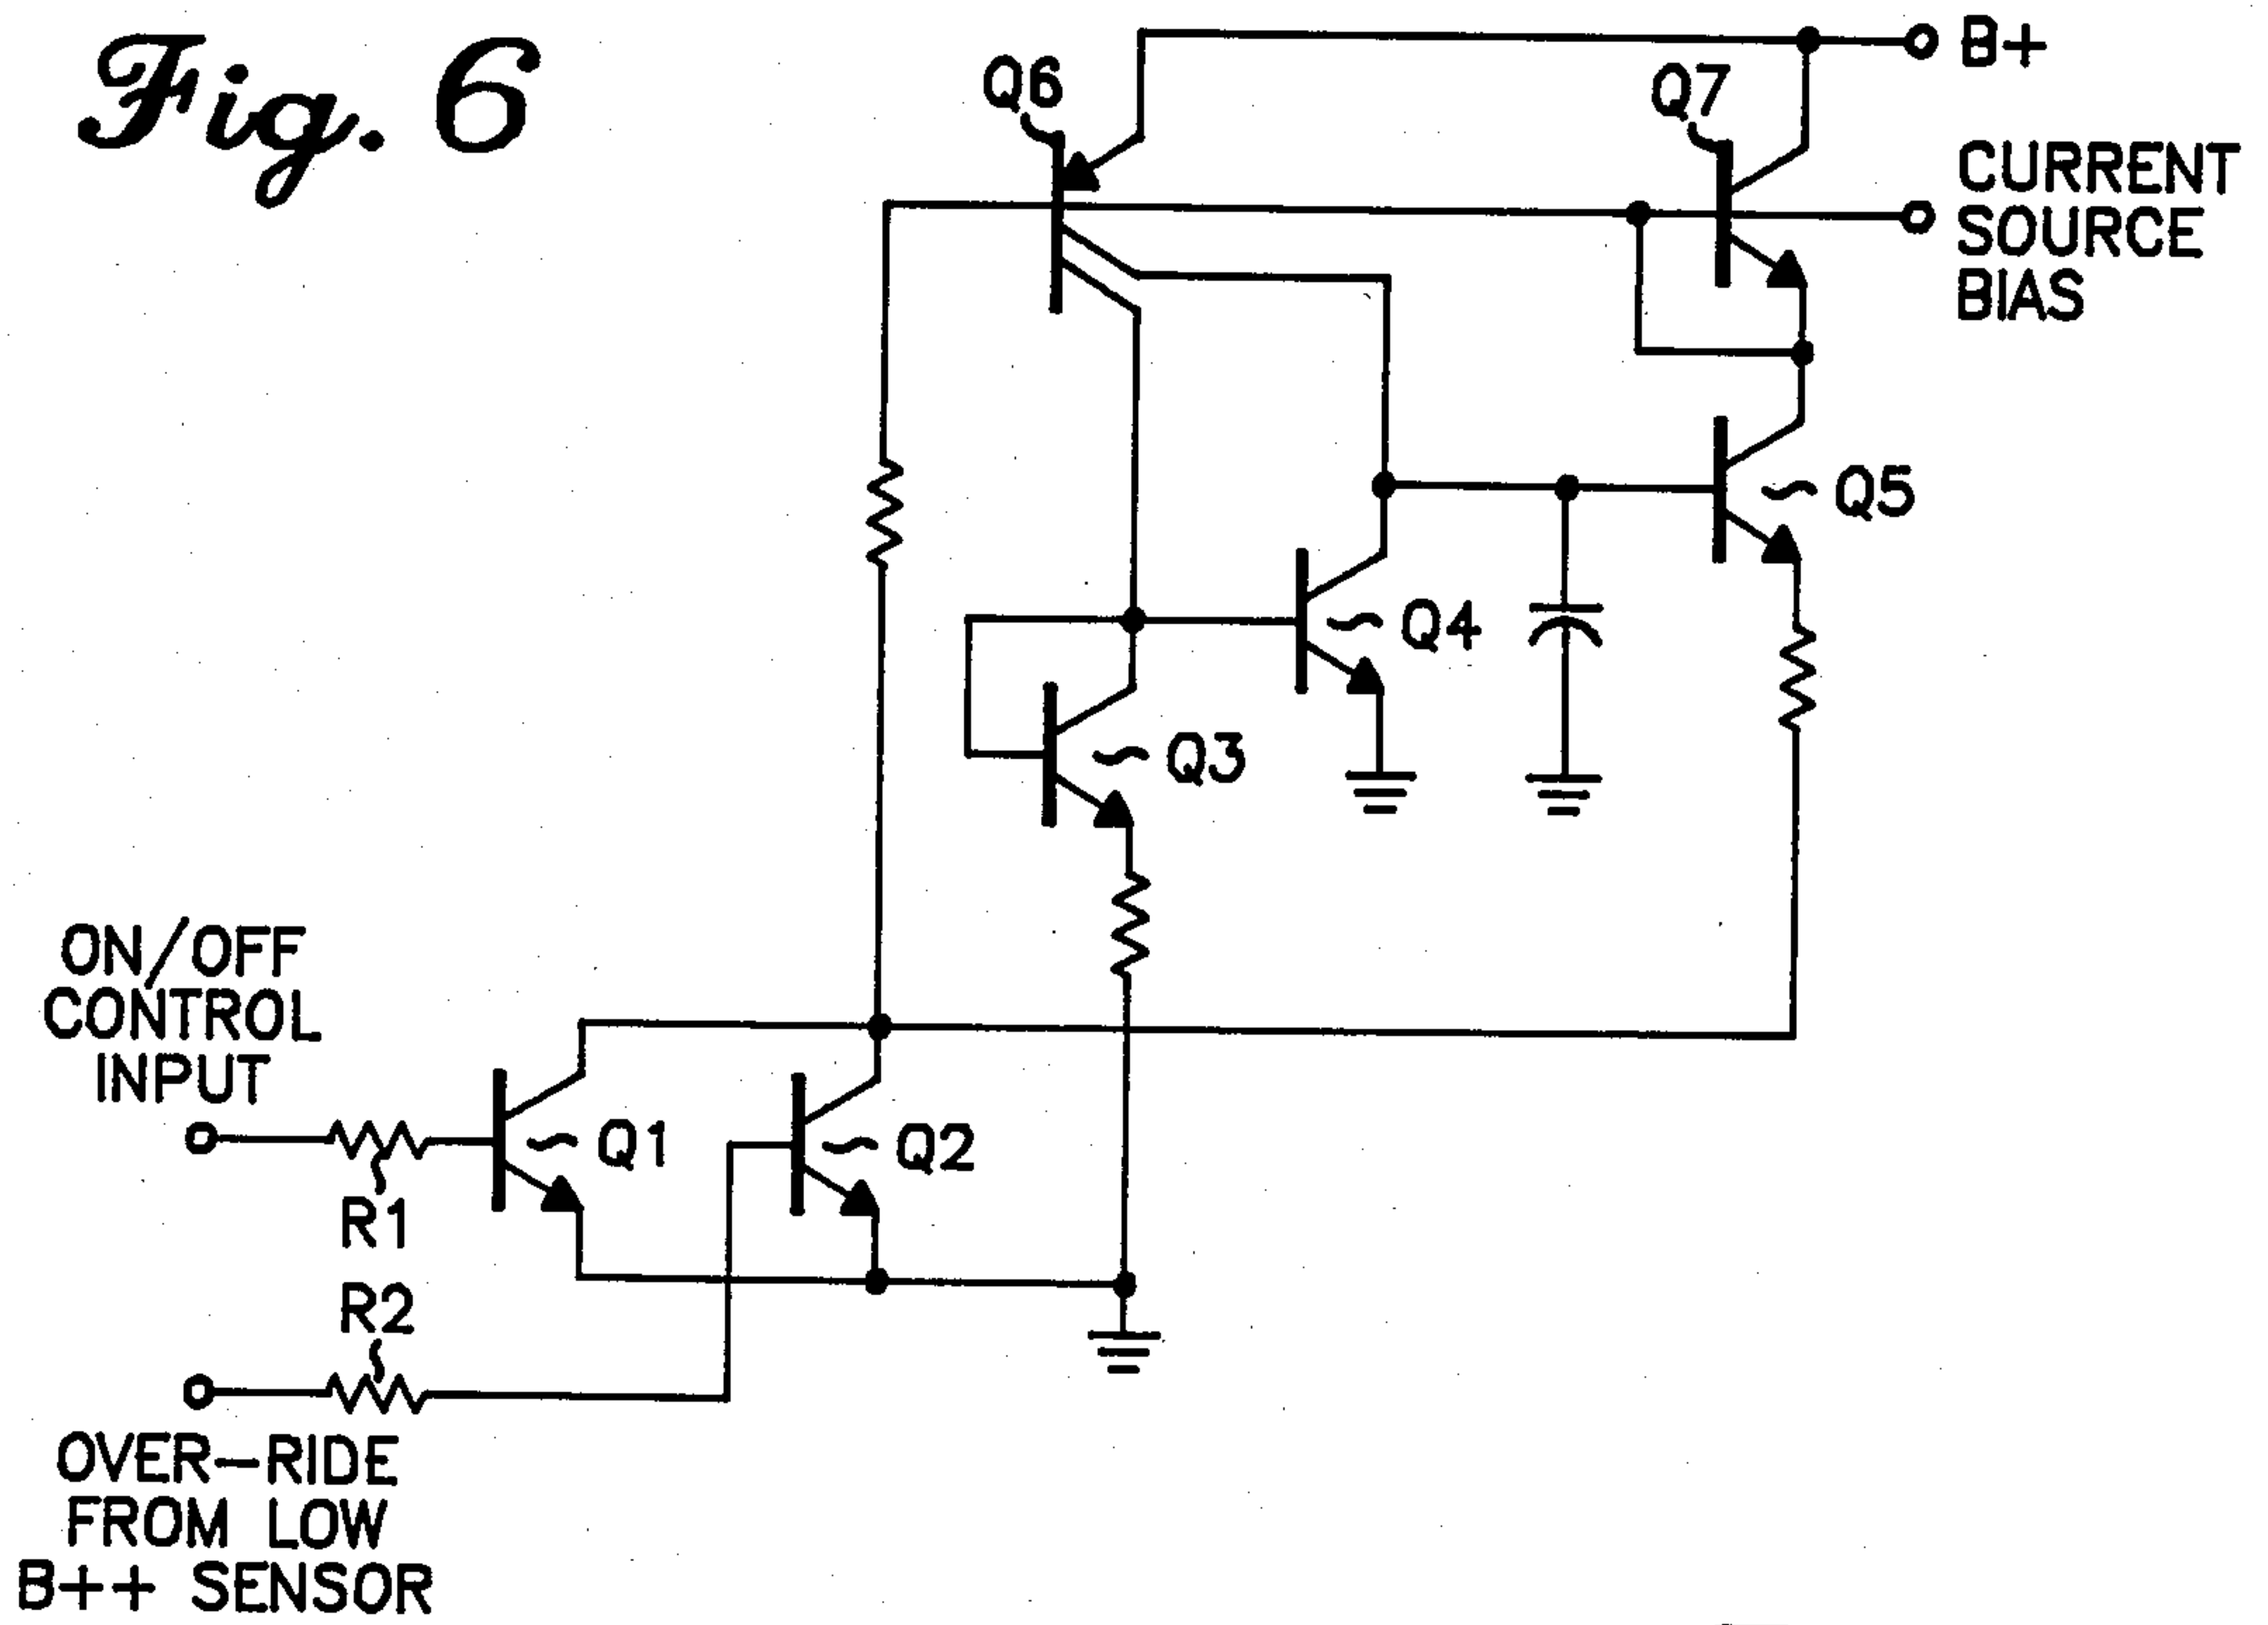 Fig. 6
Q6
Q7
B+
CURRENT
SOURCE
BIAS
Q5
Q4
Q3
ON/OFF
CONTROL
INPUT
Q1
Q2
R1
R2
OVER-RIDE
FROM LOW
B++ SENSOR